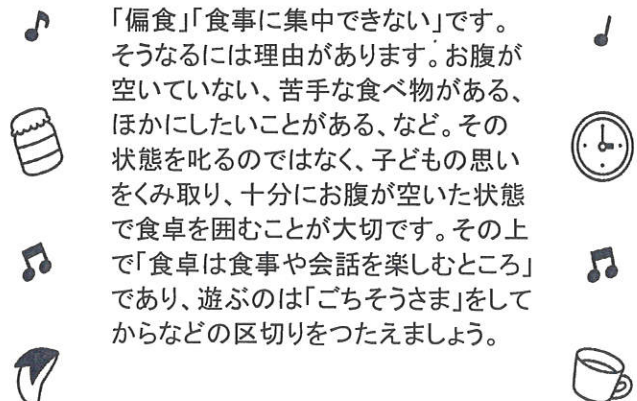 「偏食」「食事に集中できない」です。
そうなるには理由があります。お腹が
空いていない、苦手な食べ物がある、
ほかにしたいことがある、など。その
状態を叱るのではなく、子どもの思い
をくみ取り、十分にお腹が空いた状態
で食卓を囲むことが大切です。その上
で「食卓は食事や会話を楽しむところ」
であり、遊ぶのは「ごちそうさま」をして
からなどの区切りをつたえましょう。